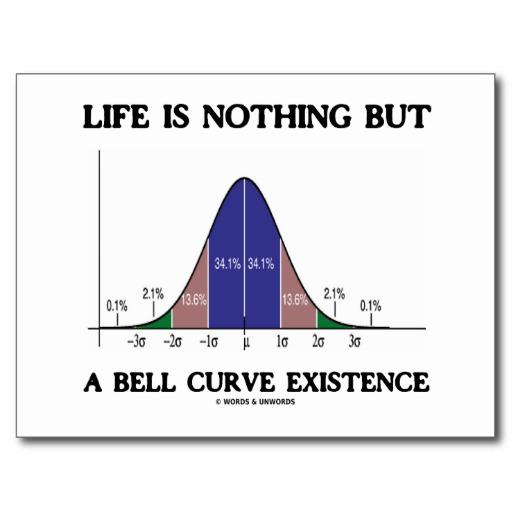 LIFE IS NOTHING BUT
34.1% 34.1%
0.1% 2.1% 13.6% 13.6% 2.1% 0.1%
−3σ −2σ −1σ μ 1σ 2σ 3σ
A BELL CURVE EXISTENCE
© WORDS & UNWORDS